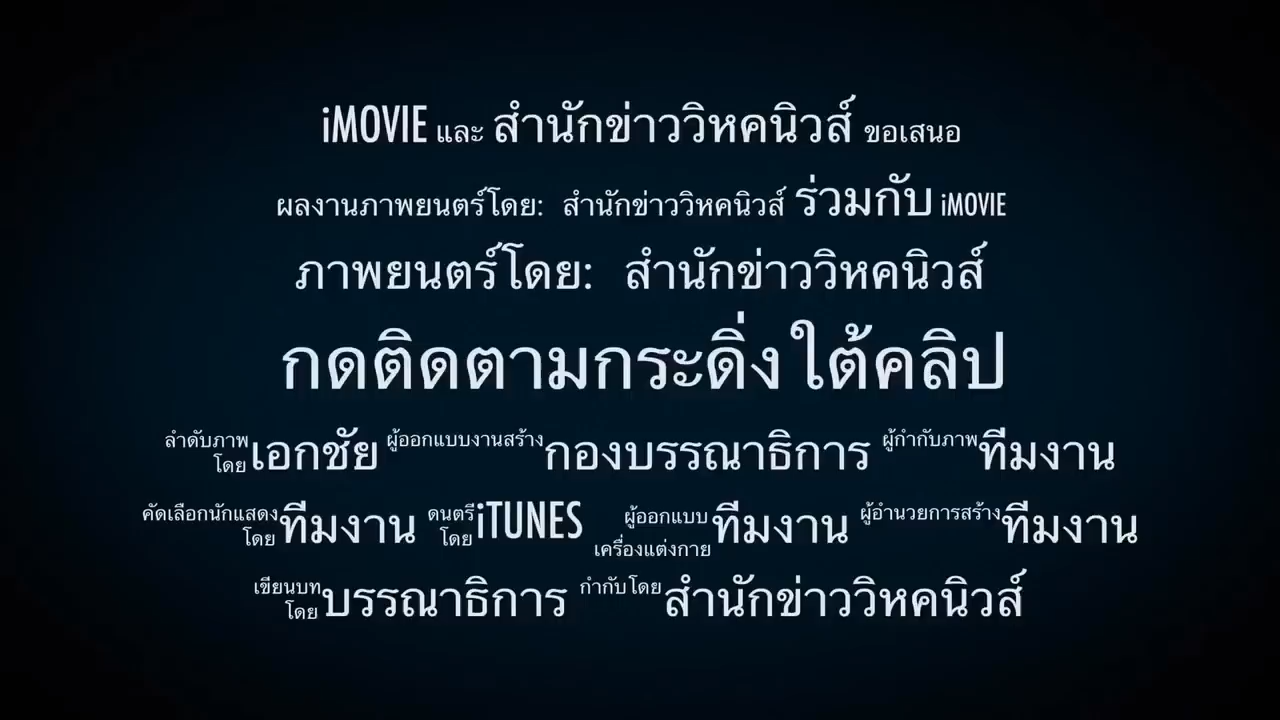 iMOVIE และ สำนักข่าววิหคนิวส์ ขอเสนอ
ผลงานภาพยนตร์โดย: สำนักข่าววิหคนิวส์ ร่วมกับ iMOVIE
ภาพยนตร์โดย: สำนักข่าววิหคนิวส์
กดติดตามกระดิ่ง ใต้คลิป
ลำดับภาพโดย เอกชัย ผู้ออกแบบงานสร้าง กองบรรณาธิการ ผู้กำกับภาพ ทีมงาน
คัดเลือกนักแสดงโดย ทีมงาน ดนตรีโดย iTUNES ผู้ออกแบบเครื่องแต่งกาย ทีมงาน ผู้อำนวยการสร้าง ทีมงาน
เขียนบทโดย บรรณาธิการ กำกับโดย สำนักข่าววิหคนิวส์